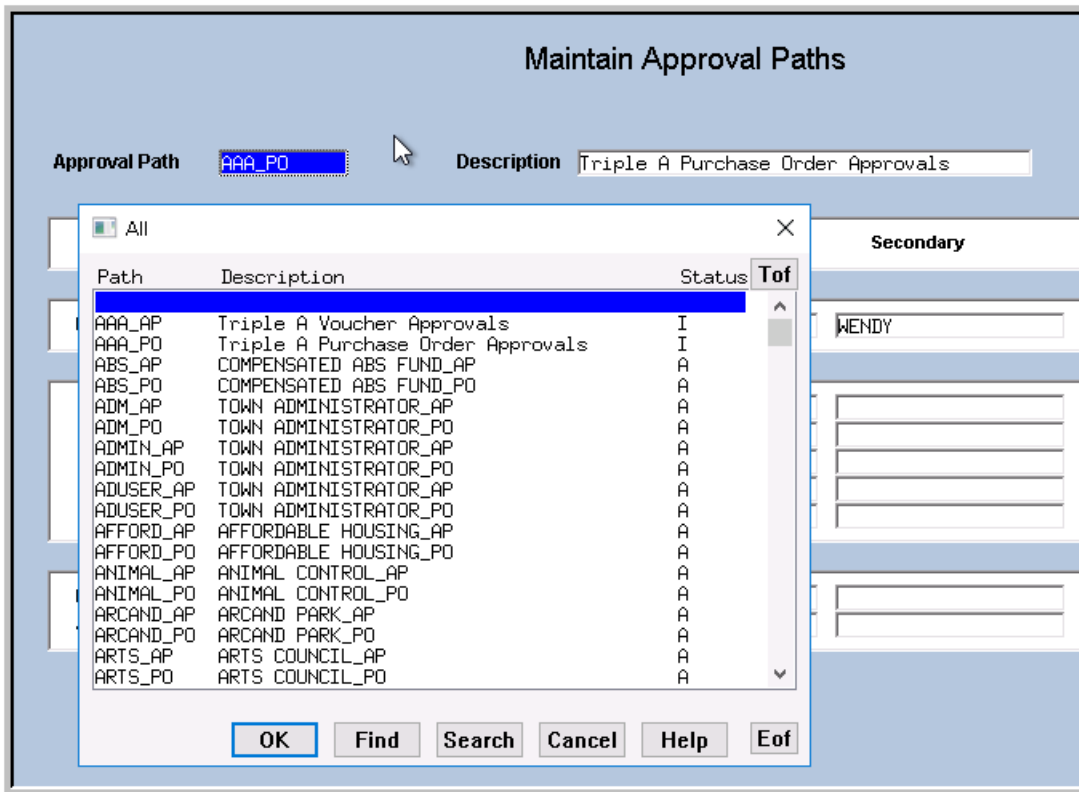 Maintain Approval Paths
Approval Path AAA_PO Description Triple A Purchase Order Approvals
All
Secondary
Path Description Status Tof
WENDY
AAA_AP Triple A Voucher Approvals I
AAA_PO Triple A Purchase Order Approvals I
ABS_AP COMPENSATED ABS FUND_AP A
ABS_PO COMPENSATED ABS FUND_PO A
ADM_AP TOWN ADMINISTRATOR_AP A
ADM_PO TOWN ADMINISTRATOR_PO A
ADMIN_AP TOWN ADMINISTRATOR_AP A
ADMIN_PO TOWN ADMINISTRATOR_PO A
ADUSER_AP TOWN ADMINISTRATOR_AP A
ADUSER_PO TOWN ADMINISTRATOR_PO A
AFFORD_AP AFFORDABLE HOUSING_AP A
AFFORD_PO AFFORDABLE HOUSING_PO A
ANIMAL_AP ANIMAL CONTROL_AP A
ANIMAL_PO ANIMAL CONTROL_PO A
ARCAND_AP ARCAND PARK_AP A
ARCAND_PO ARCAND PARK_PO A
ARTS_AP ARTS COUNCIL_AP A
ARTS_PO ARTS COUNCIL_PO A
OK Find Search Cancel Help Eof